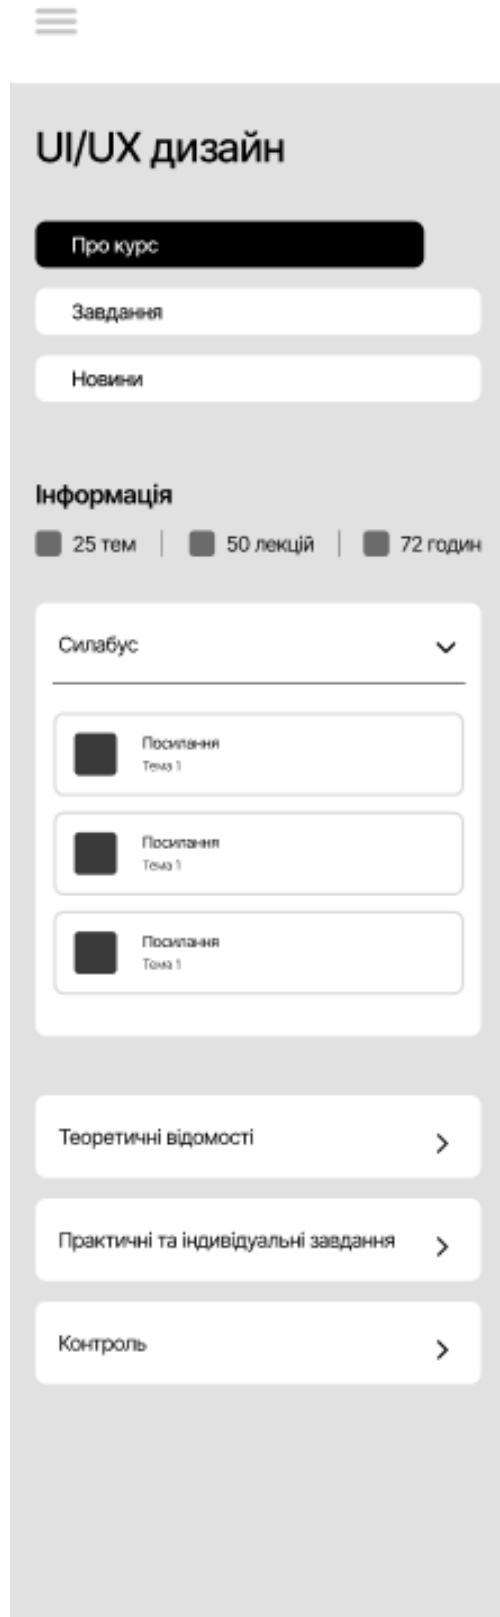 UI/UX дизайн
Про курс
Завдання
Новини
Інформація
25 тем 50 лекцій 72 годин
Силабус
Посилання
Тема 1
Посилання
Тема 1
Посилання
Тема 1
Теоретичні відомості
Практичні та індивідуальні завдання
Контроль